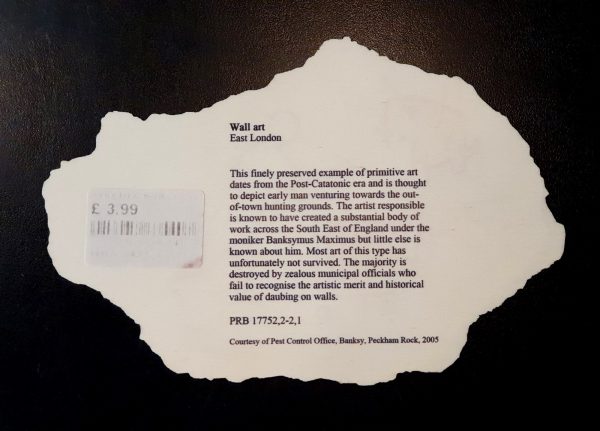 Wall art
East London
This finely preserved example of primitive art
dates from the Post-Catatonic era and is thought
to depict early man venturing towards the out-
of-town hunting grounds. The artist responsible
is known to have created a substantial body of
work across the South East of England under the
moniker Banksymus Maximus but little else is
known about him. Most art of this type has
unfortunately not survived. The majority is
destroyed by zealous municipal officials who
fail to recognise the artistic merit and historical
value of daubing on walls.
£ 3.99
PRB 17752,2-2,1
Courtesy of Pest Control Office, Banksy, Peckham Rock, 2005